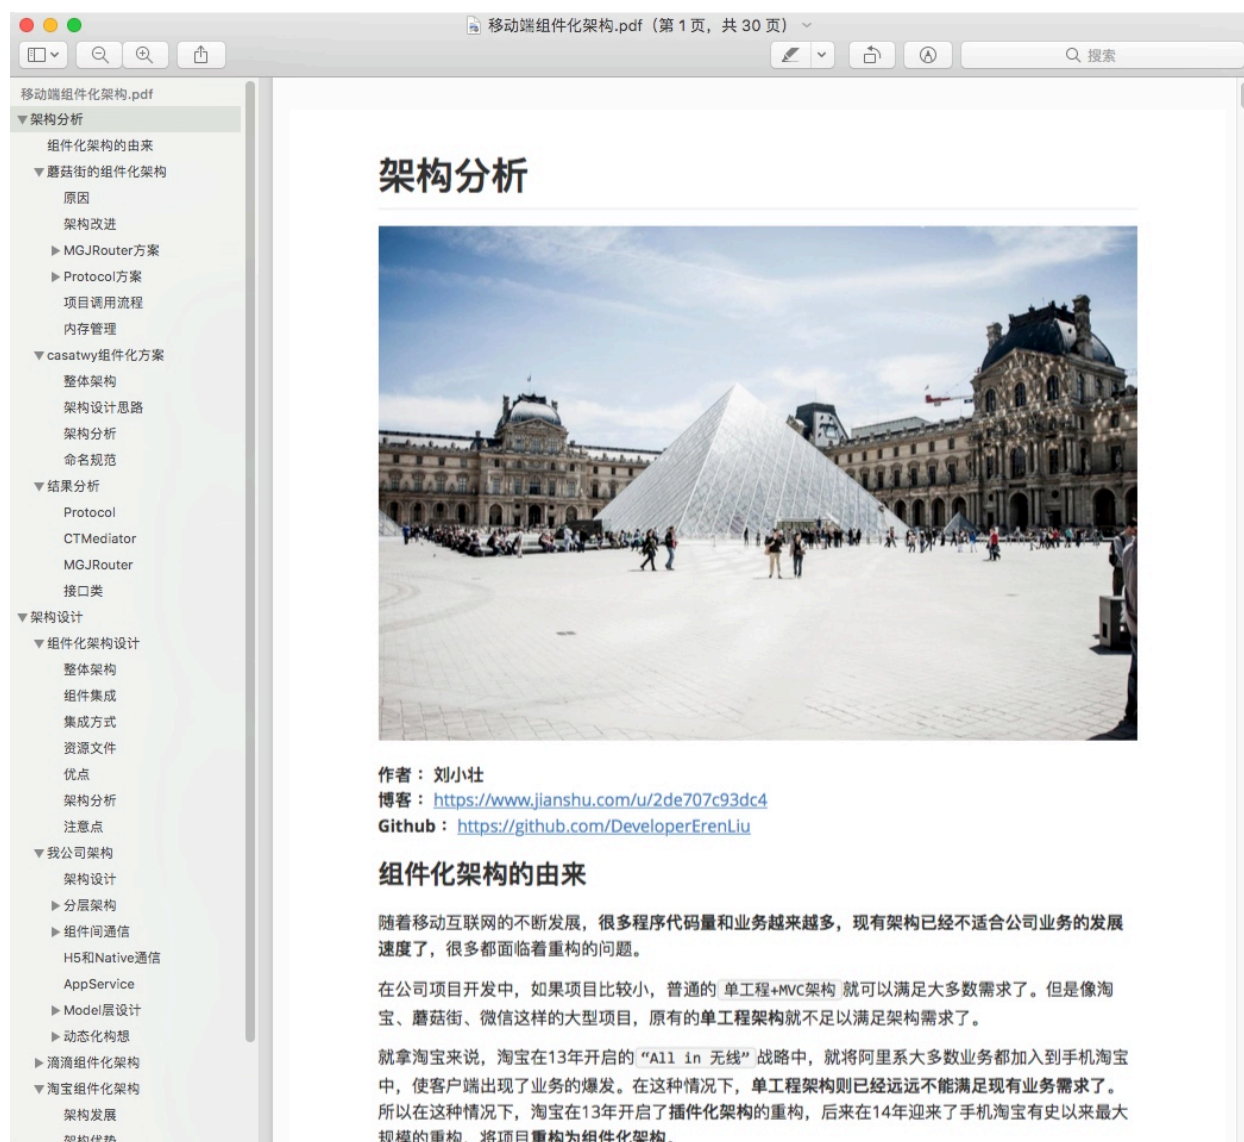 移动端组件化架构.pdf（第 1 页，共 30 页）
搜索
移动端组件化架构.pdf
架构分析
组件化架构的由来
蘑菇街的组件化架构
原因
架构改进
MGJRouter方案
Protocol方案
项目调用流程
内存管理
casatwy组件化方案
整体架构
架构设计思路
架构分析
命名规范
结果分析
Protocol
CTMediator
MGJRouter
接口类
架构设计
组件化架构设计
整体架构
组件集成
集成方式
资源文件
优点
架构分析
注意点
我公司架构
架构设计
分层架构
组件间通信
H5和Native通信
AppService
Model层设计
动态化构想
滴滴组件化架构
淘宝组件化架构
架构发展
架构优势
架构分析
作者： 刘小壮
博客： https://www.jianshu.com/u/2de707c93dc4
Github： https://github.com/DeveloperErenLiu
组件化架构的由来
随着移动互联网的不断发展，很多程序代码量和业务越来越多，现有架构已经不适合公司业务的发展
速度了，很多都面临着重构的问题。
在公司项目开发中，如果项目比较小，普通的 单工程+MVC架构 就可以满足大多数需求了。但是像淘
宝、蘑菇街、微信这样的大型项目，原有的单工程架构就不足以满足架构需求了。
就拿淘宝来说，淘宝在13年开启的 “All in 无线” 战略中，就将阿里系大多数业务都加入到手机淘宝
中，使客户端出现了业务的爆发。在这种情况下，单工程架构则已经远远不能满足现有业务需求了。
所以在这种情况下，淘宝在13年开启了插件化架构的重构，后来在14年迎来了手机淘宝有史以来最大
规模的重构，将项目重构为组件化架构。